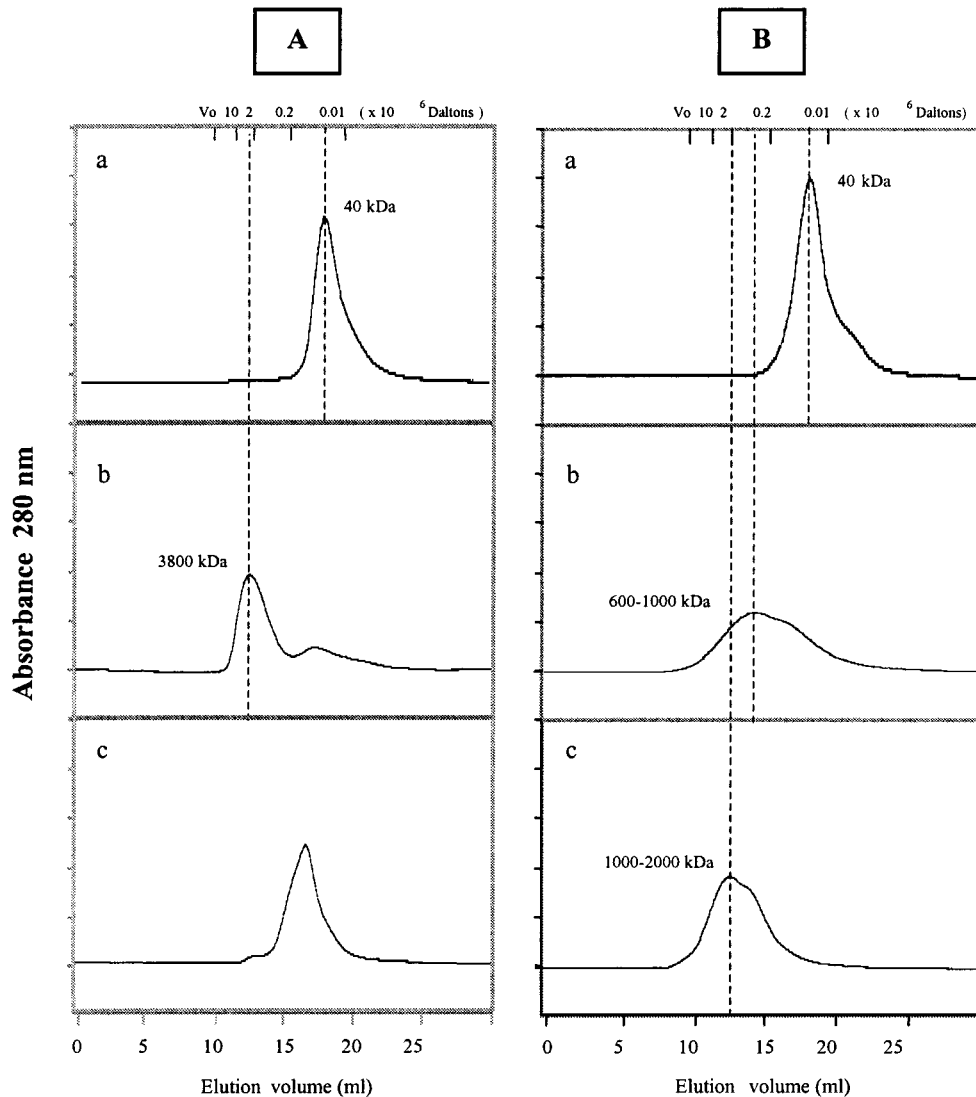 A
B
Vo 10 2 0.2 0.01 ( x 10 6 Daltons )
Vo 10 2 0.2 0.01 ( x 10 6 Daltons )
a
40 kDa
a
40 kDa
b
3800 kDa
b
600-1000 kDa
c
c
1000-2000 kDa
Absorbance 280 nm
0 5 10 15 20 25
0 5 10 15 20 25
Elution volume (ml)
Elution volume (ml)